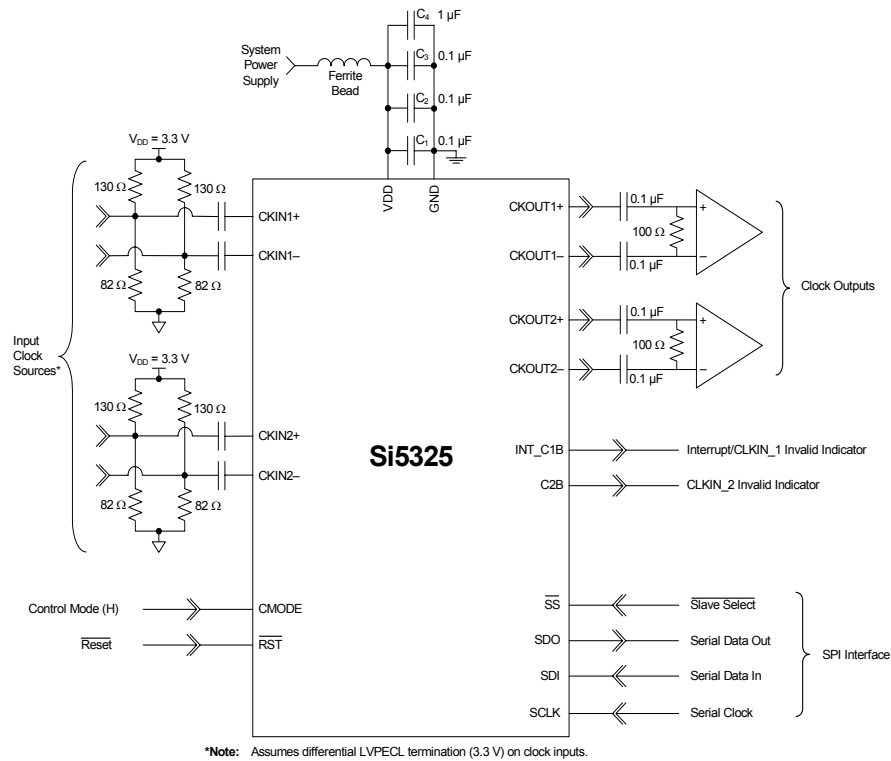 C4 1 µF
System
Power
Supply
Ferrite
Bead
C3 0.1 µF
C2 0.1 µF
C1 0.1 µF
VDD = 3.3 V
130 Ω
130 Ω
82 Ω
82 Ω
VDD
GND
CKIN1+
CKIN1–
Input
Clock
Sources*
VDD = 3.3 V
130 Ω
130 Ω
82 Ω
82 Ω
CKIN2+
CKIN2–
Si5325
CKOUT1+
0.1 µF
+
100 Ω
CKOUT1–
–
0.1 µF
CKOUT2+
0.1 µF
+
100 Ω
CKOUT2–
–
0.1 µF
Clock Outputs
INT_C1B
Interrupt/CLKIN_1 Invalid Indicator
C2B
CLKIN_2 Invalid Indicator
Control Mode (H)
CMODE
Reset
RST
SS
Slave Select
SDO
Serial Data Out
SDI
Serial Data In
SCLK
Serial Clock
SPI Interface
*Note: Assumes differential LVPECL termination (3.3 V) on clock inputs.